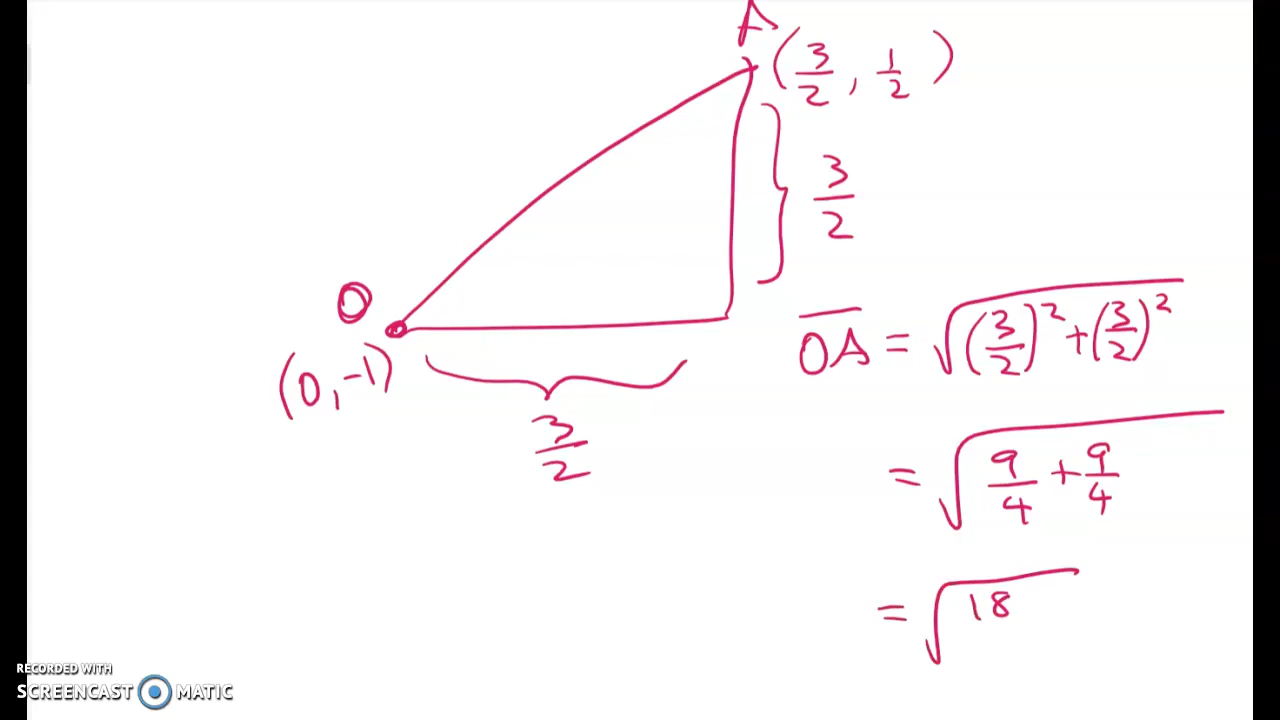 A
(3/2, 1/2)
3/2
O
(0, -1)
3/2
OA = √((3/2)² + (3/2)²)
= √(9/4 + 9/4)
= √18
RECORDED WITH
SCREENCAST MATIC